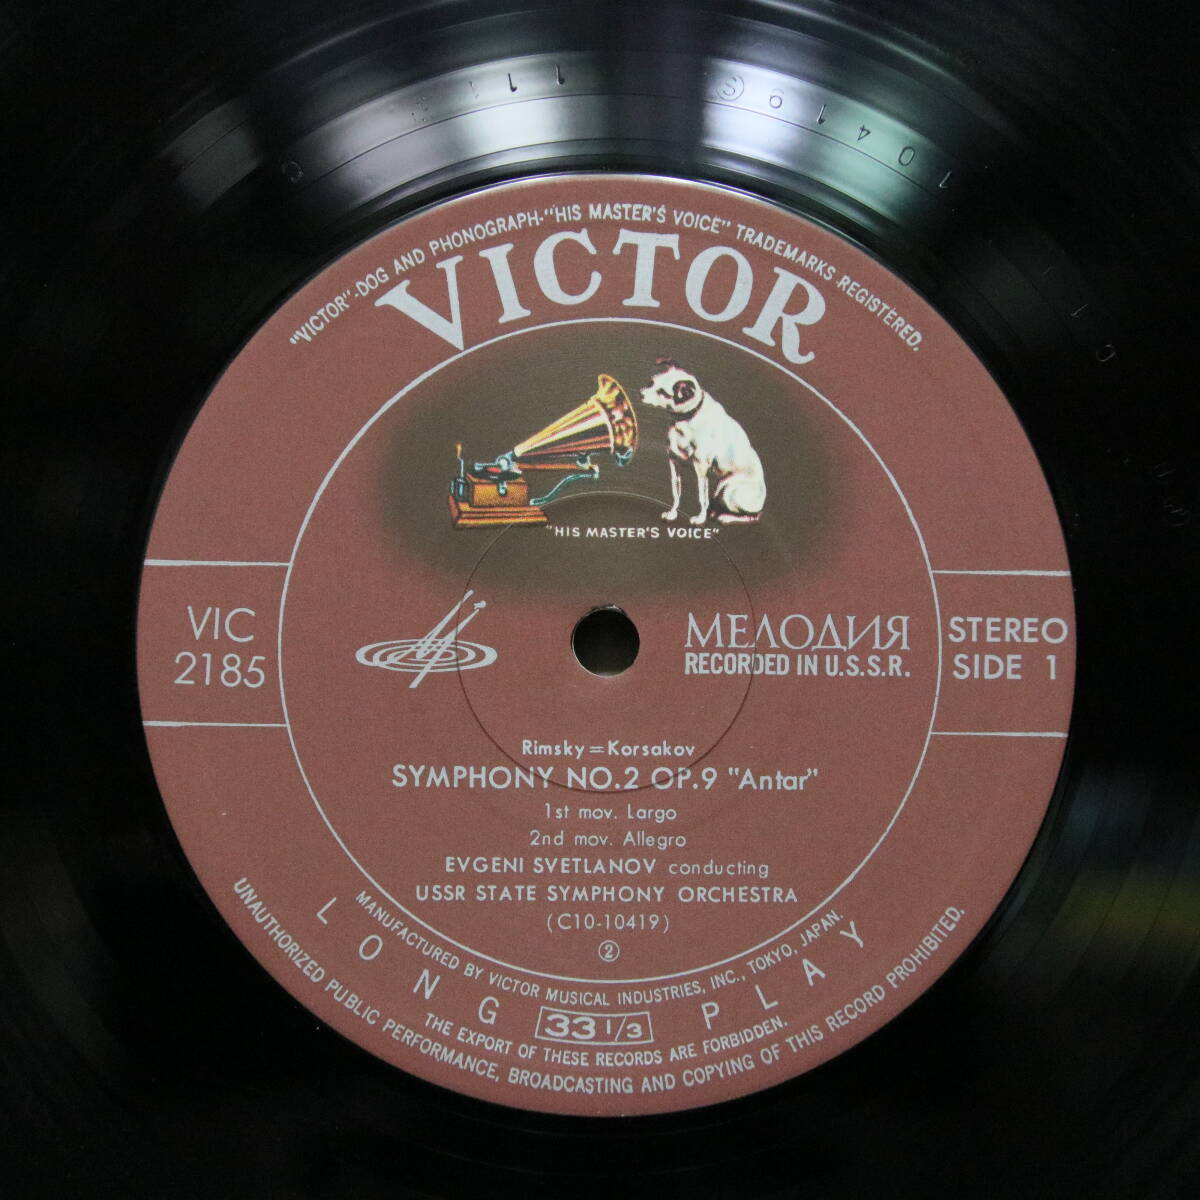 "VICTOR"-DOG AND PHONOGRAPH-"HIS MASTER'S VOICE" TRADEMARKS REGISTERED.
VICTOR
"HIS MASTER'S VOICE"
VIC
2185
МЕЛОДИЯ
RECORDED IN U.S.S.R.
STEREO
SIDE 1
Rimsky=Korsakov
SYMPHONY NO.2 OP.9 "Antar"
1st mov. Largo
2nd mov. Allegro
EVGENI SVETLANOV conducting
USSR STATE SYMPHONY ORCHESTRA
(C10-10419)
②
MANUFACTURED BY VICTOR MUSICAL INDUSTRIES, INC., TOKYO, JAPAN.
LONG 33 1/3 PLAY
THE EXPORT OF THESE RECORDS ARE FORBIDDEN.
UNAUTHORIZED PUBLIC PERFORMANCE, BROADCASTING AND COPYING OF THIS RECORD PROHIBITED.
10419Ⓢ